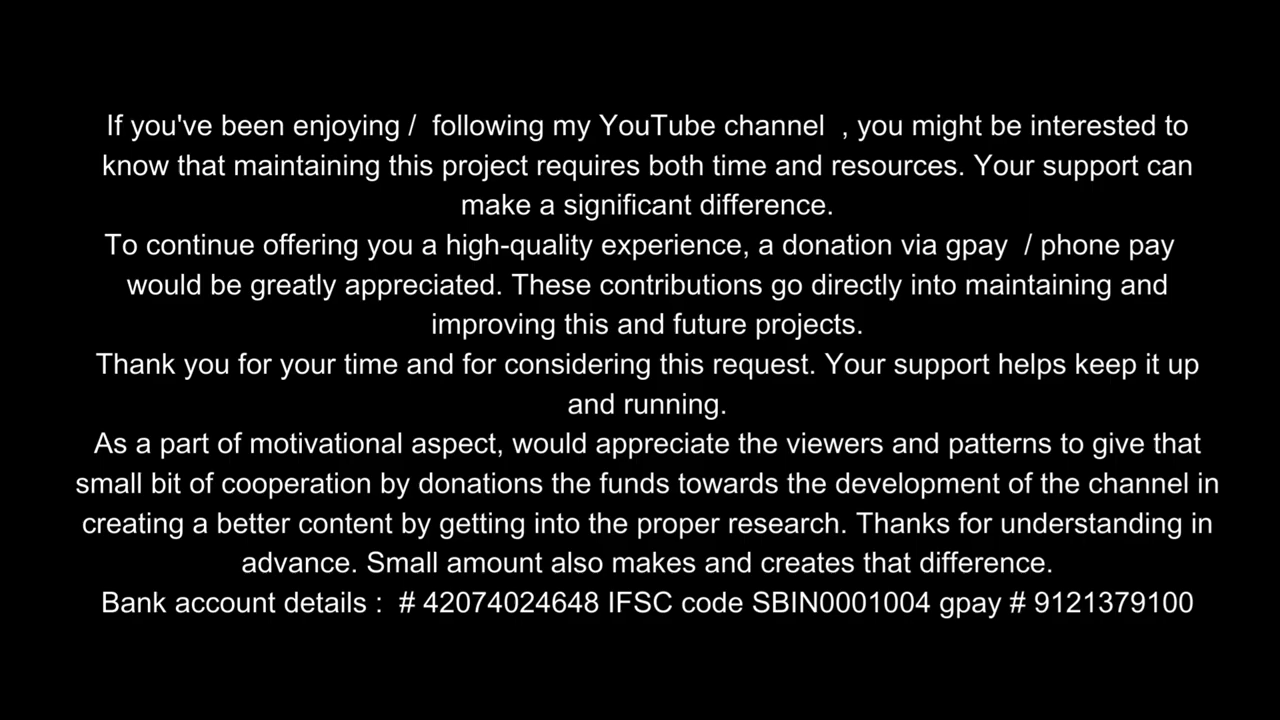 If you've been enjoying /  following my YouTube channel  , you might be interested to
know that maintaining this project requires both time and resources. Your support can
make a significant difference.
To continue offering you a high-quality experience, a donation via gpay  / phone pay
would be greatly appreciated. These contributions go directly into maintaining and
improving this and future projects.
Thank you for your time and for considering this request. Your support helps keep it up
and running.
As a part of motivational aspect, would appreciate the viewers and patterns to give that
small bit of cooperation by donations the funds towards the development of the channel in
creating a better content by getting into the proper research. Thanks for understanding in
advance. Small amount also makes and creates that difference.
Bank account details :  # 42074024648 IFSC code SBIN0001004 gpay # 9121379100